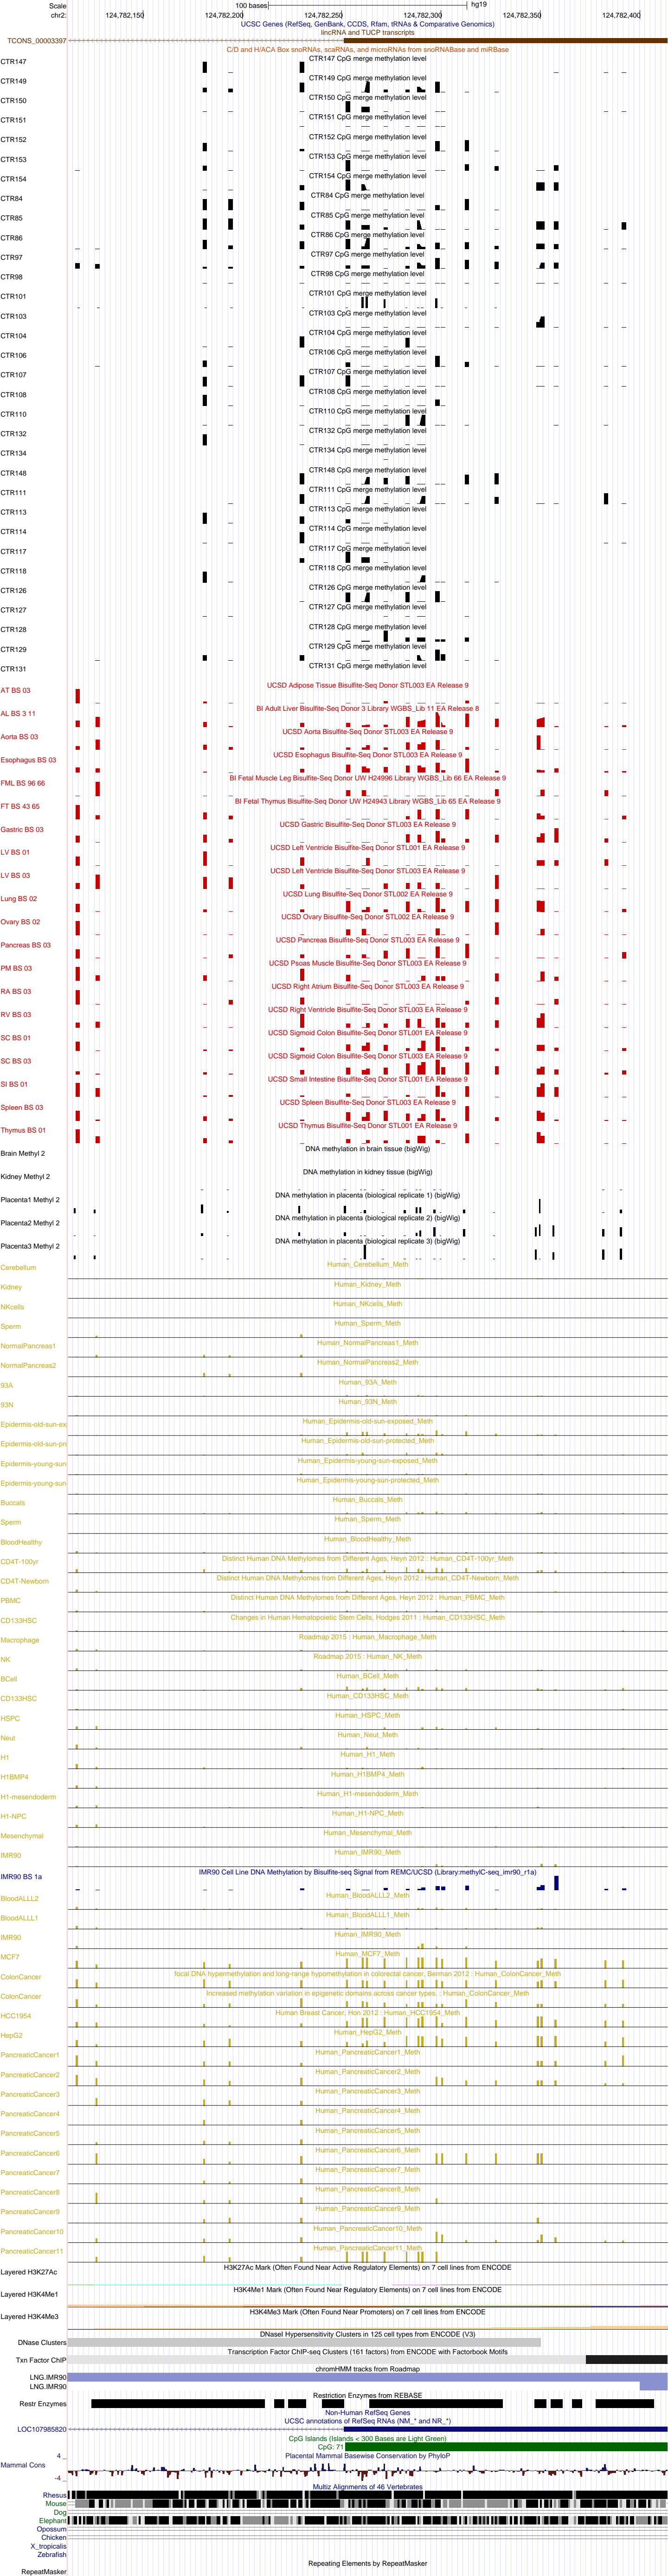 Scale 100 bases hg19
chr2: 124,782,150 124,782,200 124,782,250 124,782,300 124,782,350 124,782,400
UCSC Genes (RefSeq, GenBank, CCDS, Rfam, tRNAs & Comparative Genomics)
lincRNA and TUCP transcripts
TCONS_00003397
C/D and H/ACA Box snoRNAs, scaRNAs, and microRNAs from snoRNABase and miRBase
CTR147 CpG merge methylation level
CTR147
CTR149 CpG merge methylation level
CTR149
CTR150 CpG merge methylation level
CTR150
CTR151 CpG merge methylation level
CTR151
CTR152 CpG merge methylation level
CTR152
CTR153 CpG merge methylation level
CTR153
CTR154 CpG merge methylation level
CTR154
CTR84 CpG merge methylation level
CTR84
CTR85 CpG merge methylation level
CTR85
CTR86 CpG merge methylation level
CTR86
CTR97 CpG merge methylation level
CTR97
CTR98 CpG merge methylation level
CTR98
CTR101 CpG merge methylation level
CTR101
CTR103 CpG merge methylation level
CTR103
CTR104 CpG merge methylation level
CTR104
CTR106 CpG merge methylation level
CTR106
CTR107 CpG merge methylation level
CTR107
CTR108 CpG merge methylation level
CTR108
CTR110 CpG merge methylation level
CTR110
CTR132 CpG merge methylation level
CTR132
CTR134 CpG merge methylation level
CTR134
CTR148 CpG merge methylation level
CTR148
CTR111 CpG merge methylation level
CTR111
CTR113 CpG merge methylation level
CTR113
CTR114 CpG merge methylation level
CTR114
CTR117 CpG merge methylation level
CTR117
CTR118 CpG merge methylation level
CTR118
CTR126 CpG merge methylation level
CTR126
CTR127 CpG merge methylation level
CTR127
CTR128 CpG merge methylation level
CTR128
CTR129 CpG merge methylation level
CTR129
CTR131 CpG merge methylation level
CTR131
UCSD Adipose Tissue Bisulfite-Seq Donor STL003 EA Release 9
AT BS 03
BI Adult Liver Bisulfite-Seq Donor 3 Library WGBS_Lib 11 EA Release 8
AL BS 3 11
UCSD Aorta Bisulfite-Seq Donor STL003 EA Release 9
Aorta BS 03
UCSD Esophagus Bisulfite-Seq Donor STL003 EA Release 9
Esophagus BS 03
BI Fetal Muscle Leg Bisulfite-Seq Donor UW H24996 Library WGBS_Lib 66 EA Release 9
FML BS 96 66
BI Fetal Thymus Bisulfite-Seq Donor UW H24943 Library WGBS_Lib 65 EA Release 9
FT BS 43 65
UCSD Gastric Bisulfite-Seq Donor STL003 EA Release 9
Gastric BS 03
UCSD Left Ventricle Bisulfite-Seq Donor STL001 EA Release 9
LV BS 01
UCSD Left Ventricle Bisulfite-Seq Donor STL003 EA Release 9
LV BS 03
UCSD Lung Bisulfite-Seq Donor STL002 EA Release 9
Lung BS 02
UCSD Ovary Bisulfite-Seq Donor STL002 EA Release 9
Ovary BS 02
UCSD Pancreas Bisulfite-Seq Donor STL003 EA Release 9
Pancreas BS 03
UCSD Psoas Muscle Bisulfite-Seq Donor STL003 EA Release 9
PM BS 03
UCSD Right Atrium Bisulfite-Seq Donor STL003 EA Release 9
RA BS 03
UCSD Right Ventricle Bisulfite-Seq Donor STL003 EA Release 9
RV BS 03
UCSD Sigmoid Colon Bisulfite-Seq Donor STL001 EA Release 9
SC BS 01
UCSD Sigmoid Colon Bisulfite-Seq Donor STL003 EA Release 9
SC BS 03
UCSD Small Intestine Bisulfite-Seq Donor STL001 EA Release 9
SI BS 01
UCSD Spleen Bisulfite-Seq Donor STL003 EA Release 9
Spleen BS 03
UCSD Thymus Bisulfite-Seq Donor STL001 EA Release 9
Thymus BS 01
DNA methylation in brain tissue (bigWig)
Brain Methyl 2
DNA methylation in kidney tissue (bigWig)
Kidney Methyl 2
DNA methylation in placenta (biological replicate 1) (bigWig)
Placenta1 Methyl 2
DNA methylation in placenta (biological replicate 2) (bigWig)
Placenta2 Methyl 2
DNA methylation in placenta (biological replicate 3) (bigWig)
Placenta3 Methyl 2
Human_Cerebellum_Meth
Cerebellum
Human_Kidney_Meth
Kidney
Human_NKcells_Meth
NKcells
Human_Sperm_Meth
Sperm
Human_NormalPancreas1_Meth
NormalPancreas1
Human_NormalPancreas2_Meth
NormalPancreas2
Human_93A_Meth
93A
Human_93N_Meth
93N
Human_Epidermis-old-sun-exposed_Meth
Epidermis-old-sun-ex
Human_Epidermis-old-sun-protected_Meth
Epidermis-old-sun-pn
Human_Epidermis-young-sun-exposed_Meth
Epidermis-young-sun
Human_Epidermis-young-sun-protected_Meth
Epidermis-young-sun
Human_Buccals_Meth
Buccals
Human_Sperm_Meth
Sperm
Human_BloodHealthy_Meth
BloodHealthy
Distinct Human DNA Methylomes from Different Ages, Heyn 2012 : Human_CD4T-100yr_Meth
CD4T-100yr
Distinct Human DNA Methylomes from Different Ages, Heyn 2012 : Human_CD4T-Newborn_Meth
CD4T-Newborn
Distinct Human DNA Methylomes from Different Ages, Heyn 2012 : Human_PBMC_Meth
PBMC
Changes in Human Hematopoietic Stem Cells, Hodges 2011 : Human_CD133HSC_Meth
CD133HSC
Roadmap 2015 : Human_Macrophage_Meth
Macrophage
Roadmap 2015 : Human_NK_Meth
NK
Human_BCell_Meth
BCell
Human_CD133HSC_Meth
CD133HSC
Human_HSPC_Meth
HSPC
Human_Neut_Meth
Neut
Human_H1_Meth
H1
Human_H1BMP4_Meth
H1BMP4
Human_H1-mesendoderm_Meth
H1-mesendoderm
Human_H1-NPC_Meth
H1-NPC
Human_Mesenchymal_Meth
Mesenchymal
Human_IMR90_Meth
IMR90
IMR90 Cell Line DNA Methylation by Bisulfite-seq Signal from REMC/UCSD (Library:methylC-seq_imr90_r1a)
IMR90 BS 1a
Human_BloodALLL2_Meth
BloodALLL2
Human_BloodALLL1_Meth
BloodALLL1
Human_IMR90_Meth
IMR90
Human_MCF7_Meth
MCF7
focal DNA hypermethylation and long-range hypomethylation in colorectal cancer, Berman 2012 : Human_ColonCancer_Meth
ColonCancer
Increased methylation variation in epigenetic domains across cancer types. : Human_ColonCancer_Meth
ColonCancer
Human Breast Cancer, Hon 2012 : Human_HCC1954_Meth
HCC1954
Human_HepG2_Meth
HepG2
Human_PancreaticCancer1_Meth
PancreaticCancer1
Human_PancreaticCancer2_Meth
PancreaticCancer2
Human_PancreaticCancer3_Meth
PancreaticCancer3
Human_PancreaticCancer4_Meth
PancreaticCancer4
Human_PancreaticCancer5_Meth
PancreaticCancer5
Human_PancreaticCancer6_Meth
PancreaticCancer6
Human_PancreaticCancer7_Meth
PancreaticCancer7
Human_PancreaticCancer8_Meth
PancreaticCancer8
Human_PancreaticCancer9_Meth
PancreaticCancer9
Human_PancreaticCancer10_Meth
PancreaticCancer10
Human_PancreaticCancer11_Meth
PancreaticCancer11
H3K27Ac Mark (Often Found Near Active Regulatory Elements) on 7 cell lines from ENCODE
Layered H3K27Ac
H3K4Me1 Mark (Often Found Near Regulatory Elements) on 7 cell lines from ENCODE
Layered H3K4Me1
H3K4Me3 Mark (Often Found Near Promoters) on 7 cell lines from ENCODE
Layered H3K4Me3
DNaseI Hypersensitivity Clusters in 125 cell types from ENCODE (V3)
DNase Clusters
Transcription Factor ChIP-seq Clusters (161 factors) from ENCODE with Factorbook Motifs
Txn Factor ChIP
chromHMM tracks from Roadmap
LNG.IMR90
LNG.IMR90
Restriction Enzymes from REBASE
Restr Enzymes
Non-Human RefSeq Genes
UCSC annotations of RefSeq RNAs (NM_* and NR_*)
LOC107985820
CpG Islands (Islands < 300 Bases are Light Green)
CpG: 71
Placental Mammal Basewise Conservation by PhyloP
4 _
Mammal Cons
-4 _
Multiz Alignments of 46 Vertebrates
Rhesus
Mouse
Dog
Elephant
Opossum
Chicken
X_tropicalis
Zebrafish
Repeating Elements by RepeatMasker
RepeatMasker